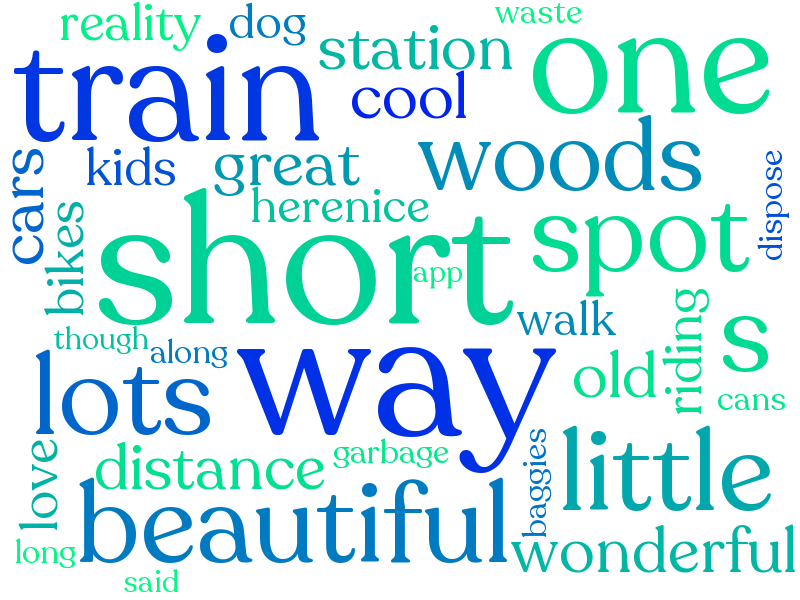 waste
reality
dog
station
one
train
cool
woods
kids
great
cars
dispose
herenice
bikes
short
spot
app
walk
riding
s
though
along
way
old
cans
lots
love
distance
garbage
baggies
little
beautiful
wonderful
long
said